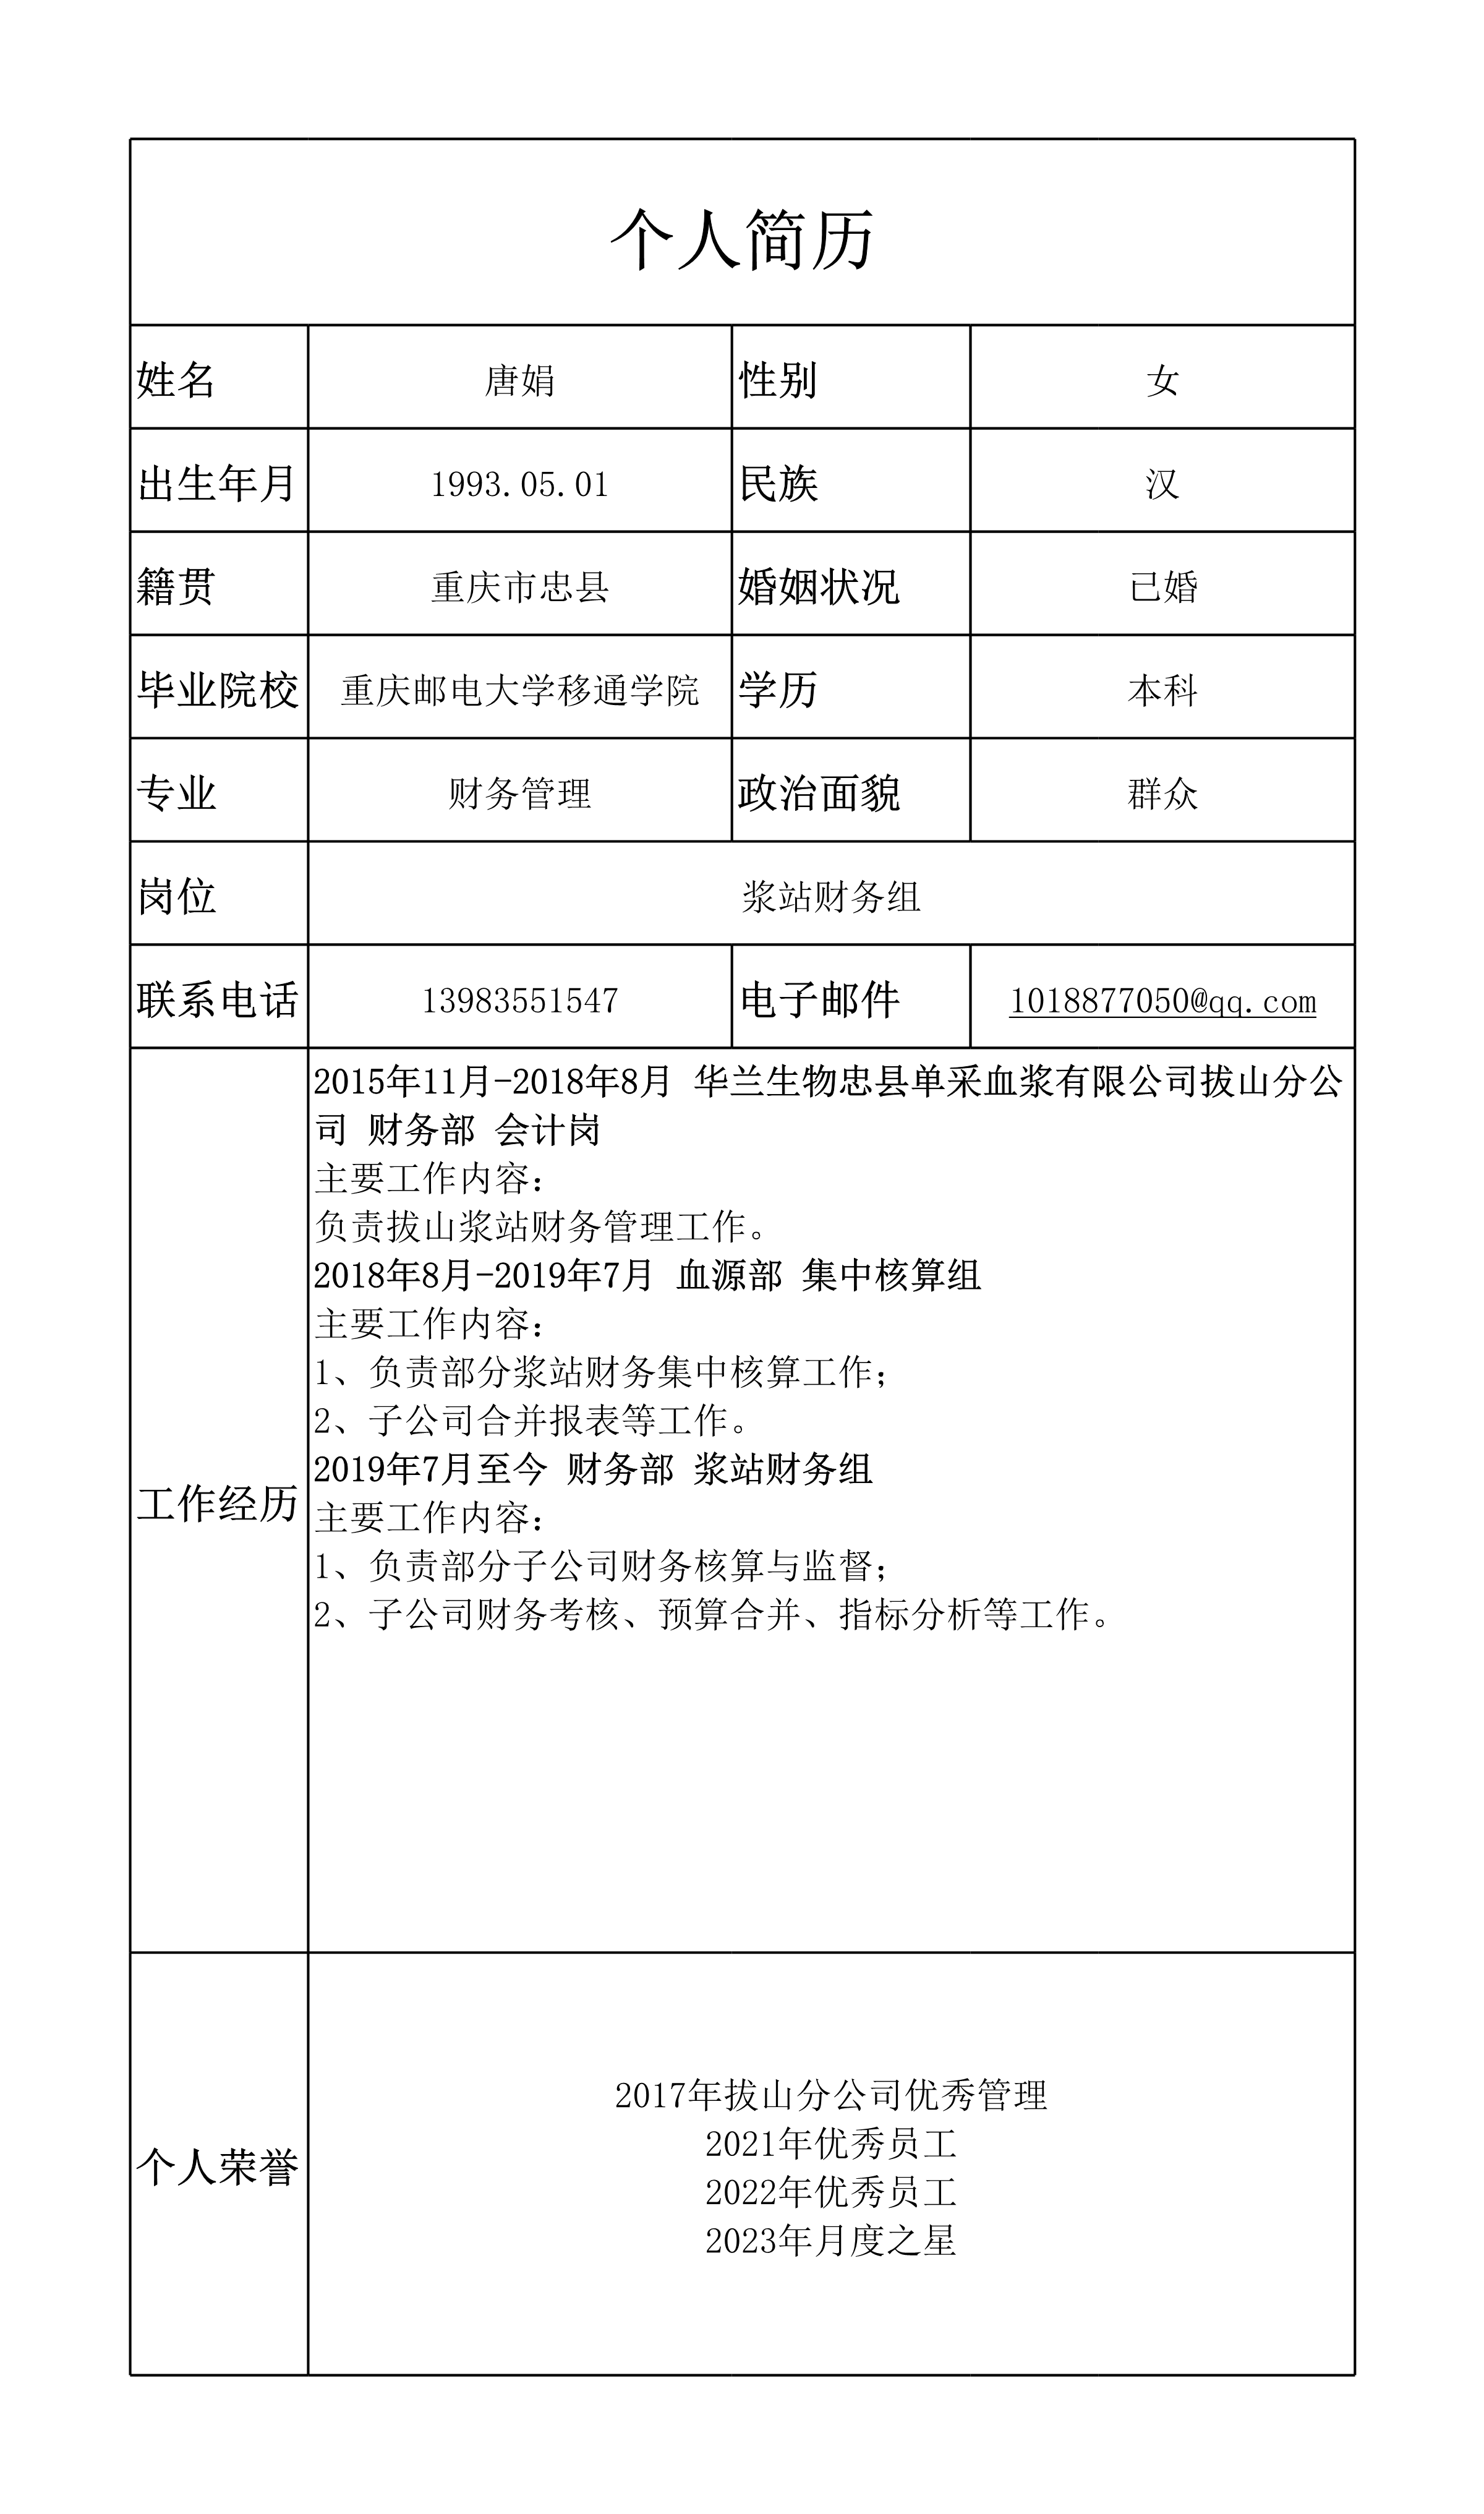 个人简历
姓名 唐娟 性别 女
出生年月 1993.05.01 民族 汉
籍贯 重庆市忠县 婚姻状况 已婚
毕业院校 重庆邮电大学移通学院 学历 本科
专业 财务管理 政治面貌 群众
岗位 浆站财务组
联系电话 13983551547 电子邮件 1018877050@qq.com
工作经历
2015年11月-2018年8月 华兰生物忠县单采血浆有限公司拔山分公
司 财务部 会计岗
主要工作内容：
负责拔山浆站财务管理工作。
2018年8月-2019年7月 血源部 集中核算组
主要工作内容：
1、负责部分浆站财务集中核算工作；
2、子公司合并报表等工作。
2019年7月至今 财务部 浆站财务组
主要工作内容：
1、负责部分子公司财务核算与监督；
2、子公司财务考核、预算合并、指标分析等工作。
个人荣誉
2017年拔山分公司优秀管理
2021年优秀员工
2022年优秀员工
2023年月度之星